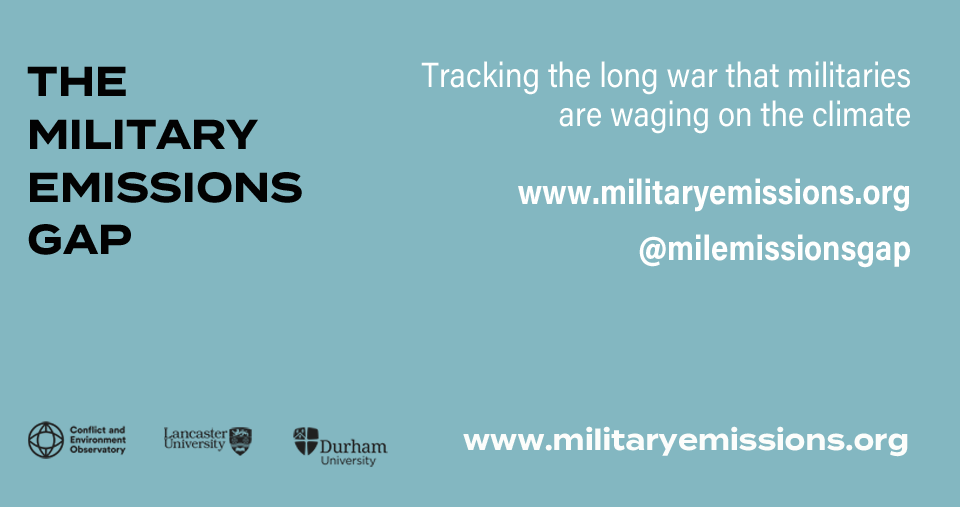 THE
MILITARY
EMISSIONS
GAP
Tracking the long war that militaries
are waging on the climate
www.militaryemissions.org
@milemissionsgap
Conflict and
Environment
Observatory
Lancaster
University
Durham
University
www.militaryemissions.org